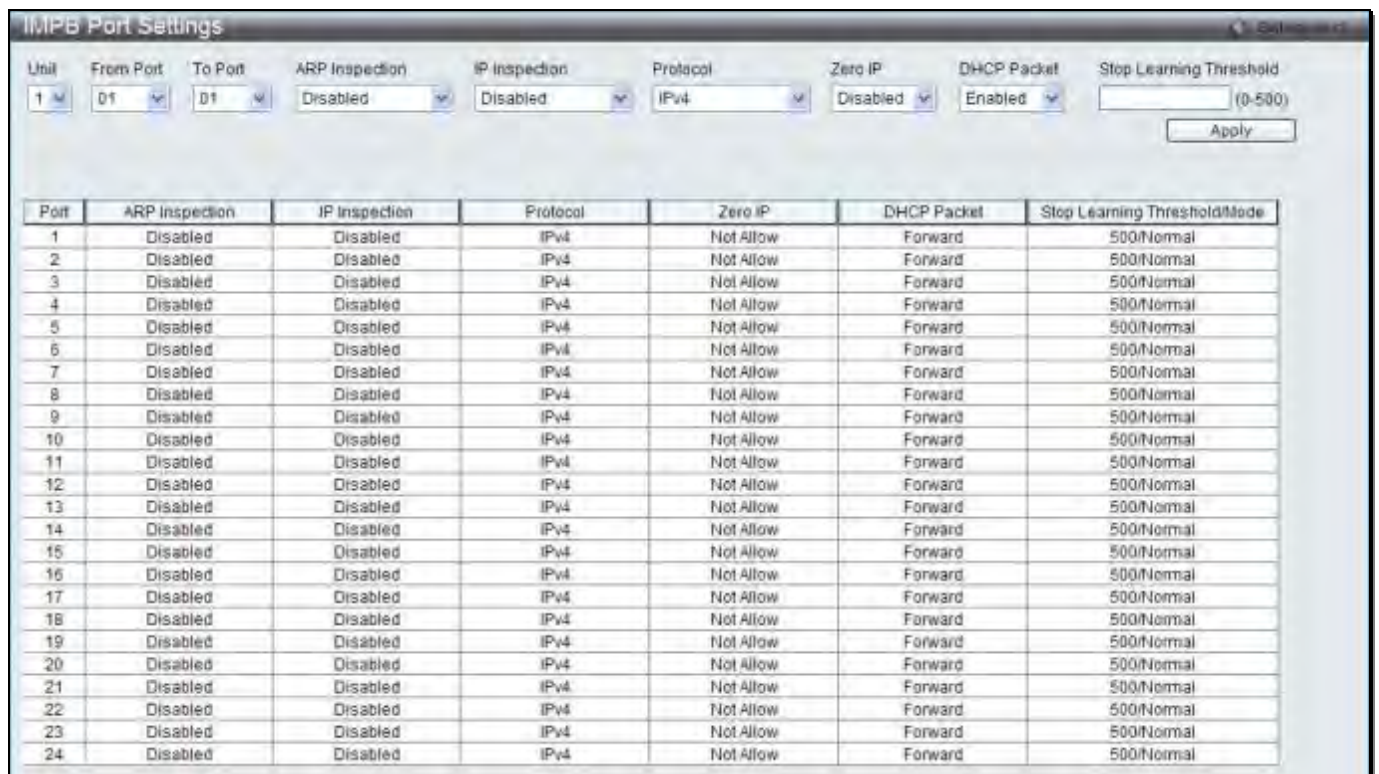 IMPB Port Settings
Unit From Port To Port ARP Inspection IP Inspection Protocol Zero IP DHCP Packet Stop Learning Threshold
1 01 01 Disabled Disabled IPv4 Disabled Enabled (0-500)
Apply
Port ARP Inspection IP Inspection Protocol Zero IP DHCP Packet Stop Learning Threshold/Mode
1 Disabled Disabled IPv4 Not Allow Forward 500/Normal
2 Disabled Disabled IPv4 Not Allow Forward 500/Normal
3 Disabled Disabled IPv4 Not Allow Forward 500/Normal
4 Disabled Disabled IPv4 Not Allow Forward 500/Normal
5 Disabled Disabled IPv4 Not Allow Forward 500/Normal
6 Disabled Disabled IPv4 Not Allow Forward 500/Normal
7 Disabled Disabled IPv4 Not Allow Forward 500/Normal
8 Disabled Disabled IPv4 Not Allow Forward 500/Normal
9 Disabled Disabled IPv4 Not Allow Forward 500/Normal
10 Disabled Disabled IPv4 Not Allow Forward 500/Normal
11 Disabled Disabled IPv4 Not Allow Forward 500/Normal
12 Disabled Disabled IPv4 Not Allow Forward 500/Normal
13 Disabled Disabled IPv4 Not Allow Forward 500/Normal
14 Disabled Disabled IPv4 Not Allow Forward 500/Normal
15 Disabled Disabled IPv4 Not Allow Forward 500/Normal
16 Disabled Disabled IPv4 Not Allow Forward 500/Normal
17 Disabled Disabled IPv4 Not Allow Forward 500/Normal
18 Disabled Disabled IPv4 Not Allow Forward 500/Normal
19 Disabled Disabled IPv4 Not Allow Forward 500/Normal
20 Disabled Disabled IPv4 Not Allow Forward 500/Normal
21 Disabled Disabled IPv4 Not Allow Forward 500/Normal
22 Disabled Disabled IPv4 Not Allow Forward 500/Normal
23 Disabled Disabled IPv4 Not Allow Forward 500/Normal
24 Disabled Disabled IPv4 Not Allow Forward 500/Normal